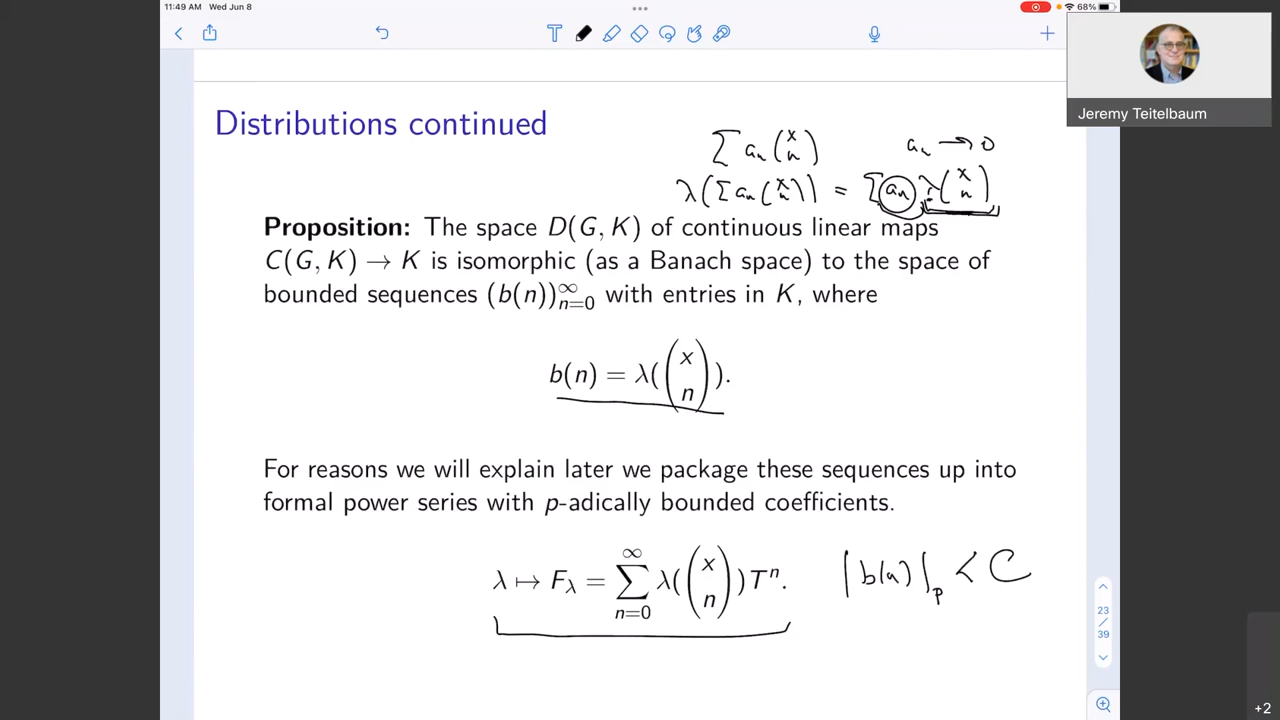 11:49 AM Wed Jun 8
68%
Jeremy Teitelbaum
Distributions continued
∑ aₙ (x n) aₙ → 0
λ(∑ aₙ (x n)) = ∑ aₙ λ(x n)
Proposition: The space D(G, K) of continuous linear maps
C(G, K) → K is isomorphic (as a Banach space) to the space of
bounded sequences (b(n))_{n=0}^∞ with entries in K, where
b(n) = λ((x n)).
For reasons we will explain later we package these sequences up into
formal power series with p-adically bounded coefficients.
λ ↦ F_λ = ∑_{n=0}^∞ λ((x n))Tⁿ. |b(n)|_p < C
23
/
39
+2